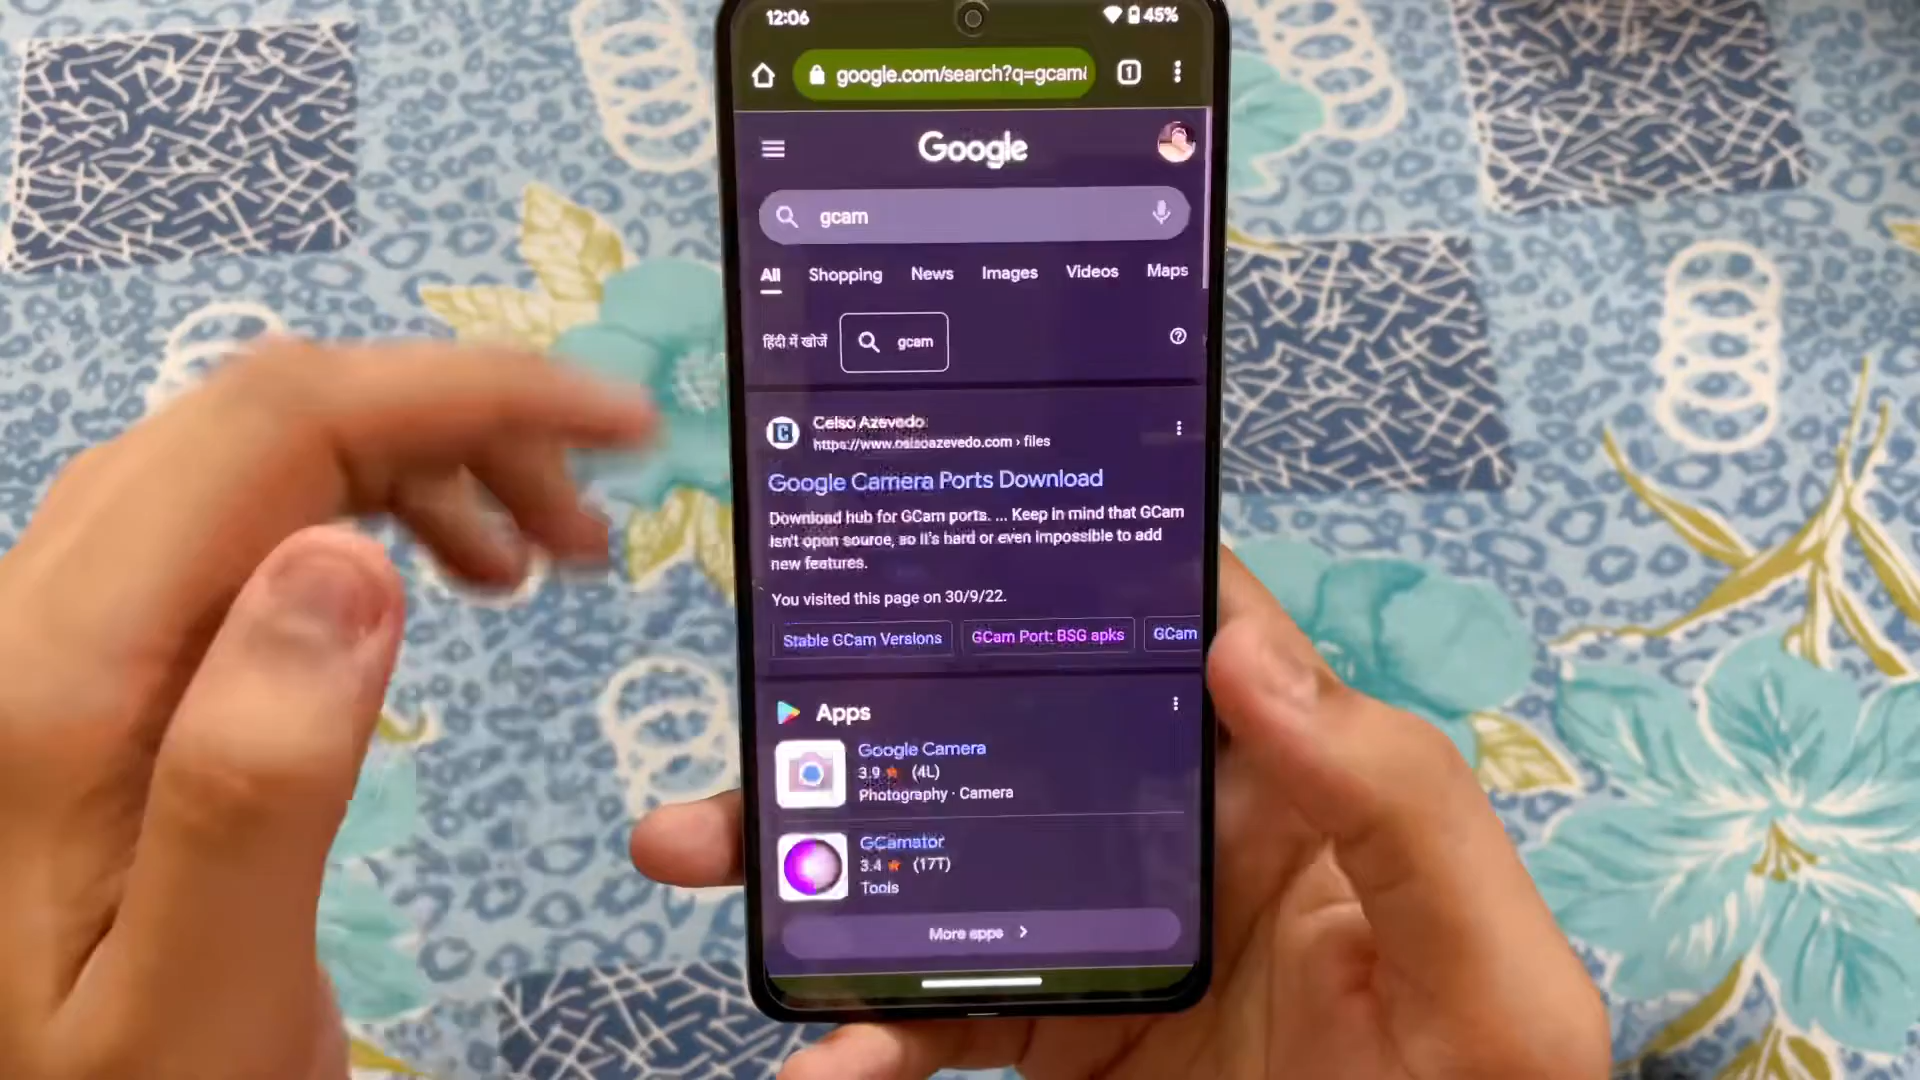 12:06
45%
google.com/search?q=gcam&
1
Google
gcam
All Shopping News Images Videos Maps
हिंदी में खोजें
gcam
Celso Azevedo
https://www.celsoazevedo.com › files
Google Camera Ports Download
Download hub for GCam ports. ... Keep in mind that GCam
isn't open source, so it's hard or even impossible to add
new features.
You visited this page on 30/9/22.
Stable GCam Versions
GCam Port: BSG apks
GCam
Apps
Google Camera
3.9 ★ (4L)
Photography · Camera
GCamator
3.4 ★ (17T)
Tools
More apps >